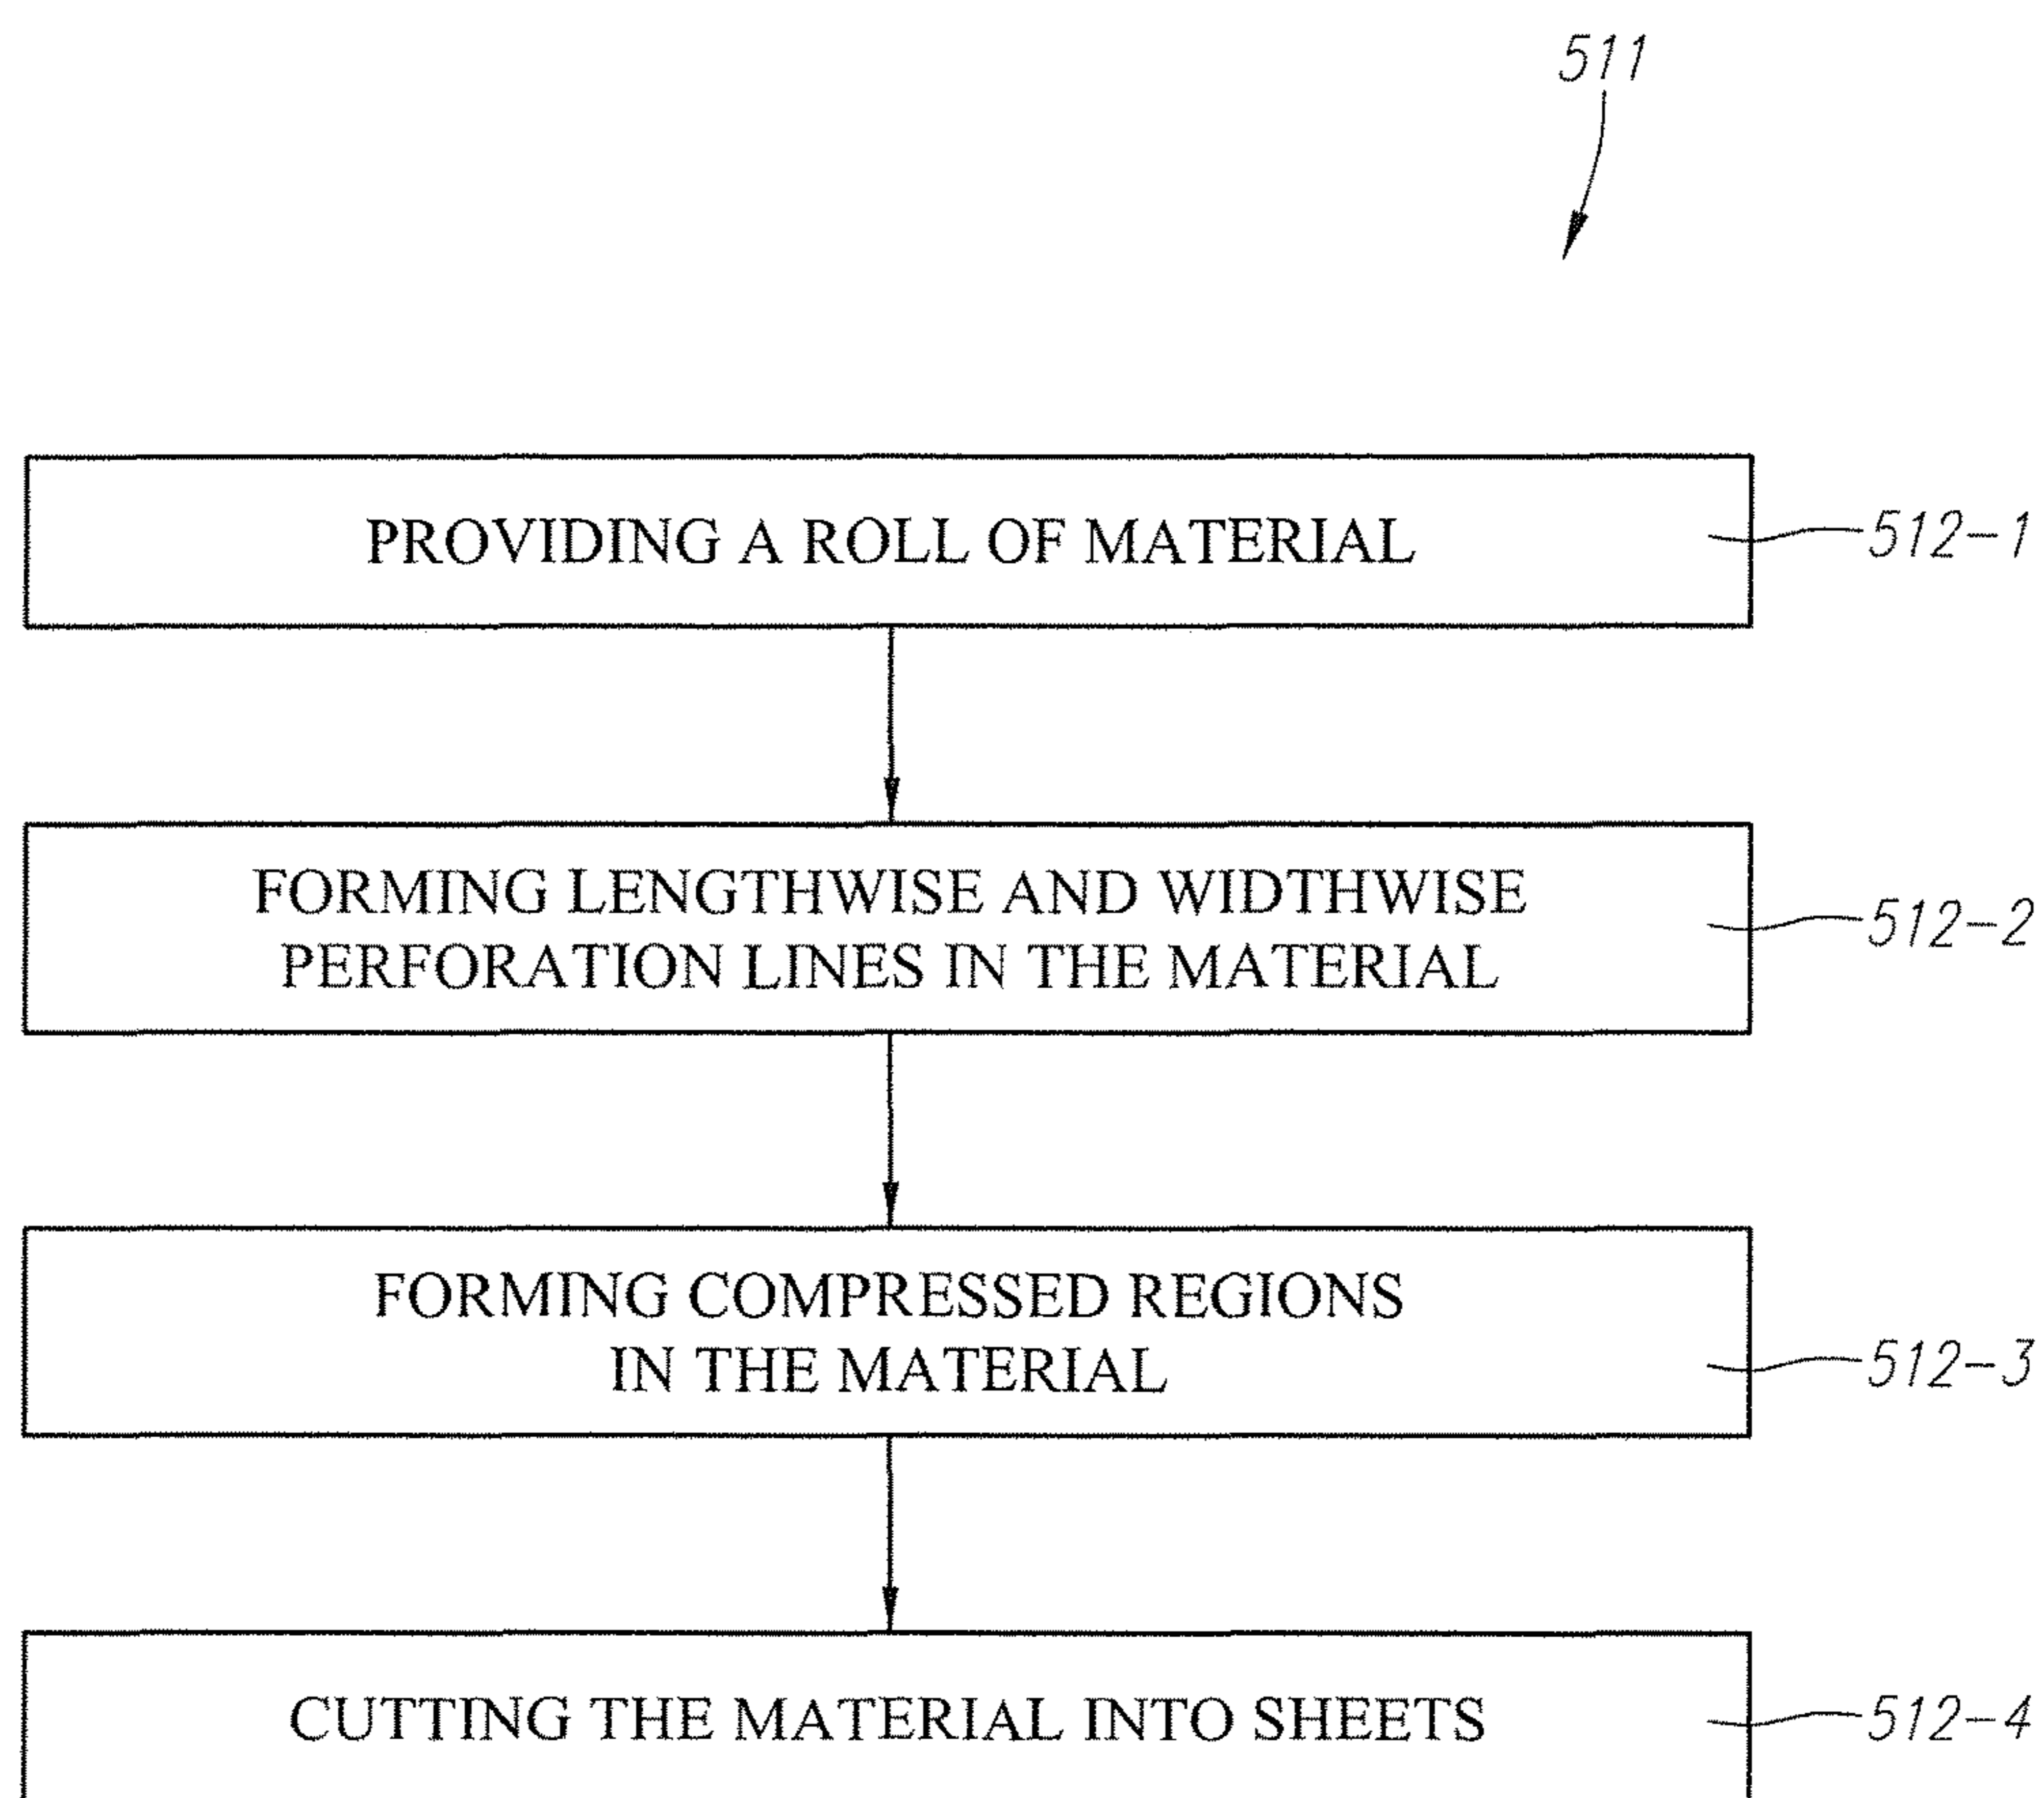 511
PROVIDING A ROLL OF MATERIAL
512-1
FORMING LENGTHWISE AND WIDTHWISE
PERFORATION LINES IN THE MATERIAL
512-2
FORMING COMPRESSED REGIONS
IN THE MATERIAL
512-3
CUTTING THE MATERIAL INTO SHEETS
512-4